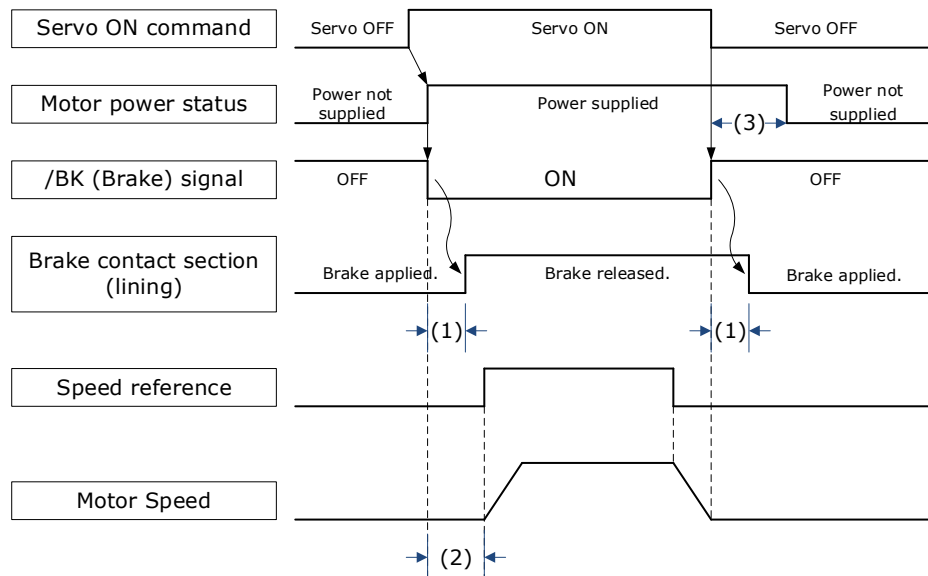 Servo ON command
Servo OFF
Servo ON
Servo OFF
Motor power status
Power not
supplied
Power supplied
Power not
supplied
(3)
/BK (Brake) signal
OFF
ON
OFF
Brake contact section
(lining)
Brake applied.
Brake released.
Brake applied.
(1)
(1)
Speed reference
Motor Speed
(2)